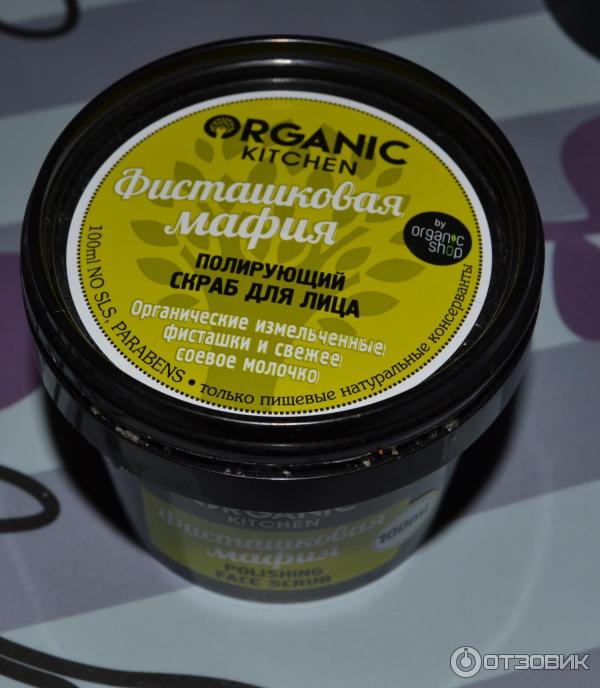 ORGANIC
KITCHEN
Фисташковая
мафия
by
organic
shop
ПОЛИРУЮЩИЙ
СКРАБ ДЛЯ ЛИЦА
Органические измельченные
фисташки и свежее
соевое молочко
100ml NO SLS, PARABENS • только пищевые натуральные консерванты
ORGANIC
KITCHEN
Фисташковая
мафия
100ml
POLISHING
FACE SCRUB
ОТЗОВИК